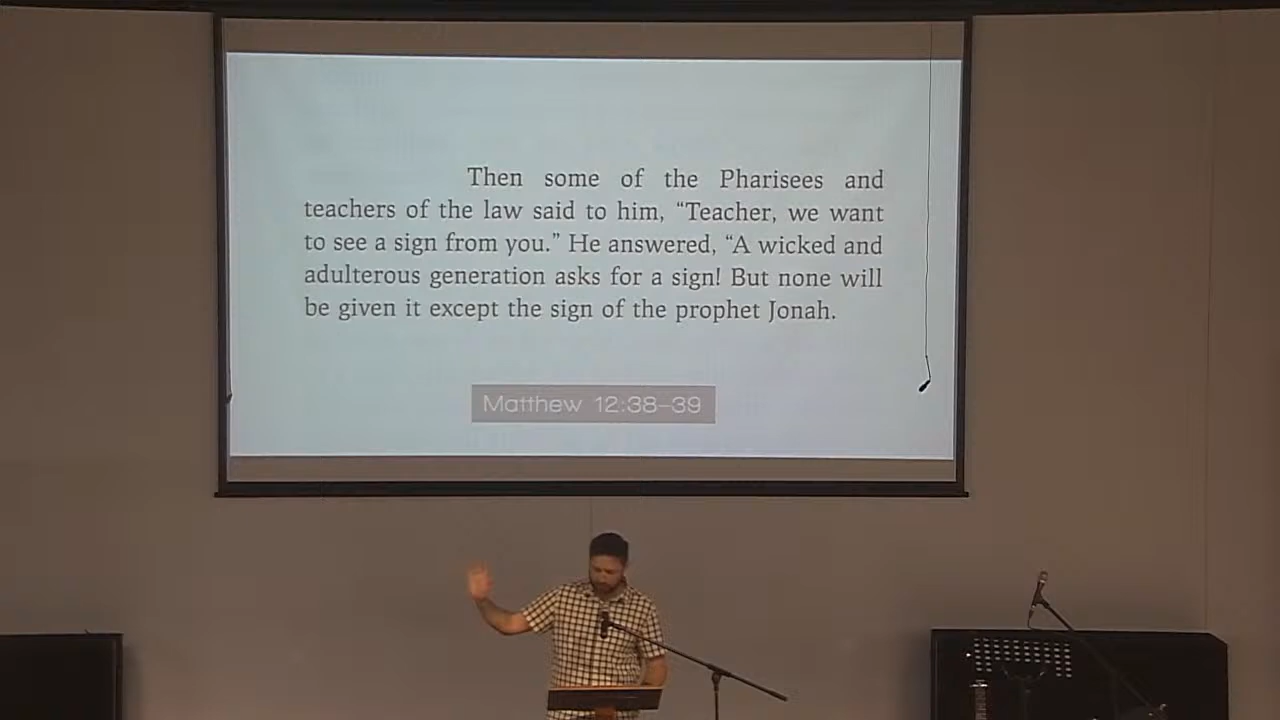 Then some of the Pharisees and
teachers of the law said to him, “Teacher, we want
to see a sign from you.” He answered, “A wicked and
adulterous generation asks for a sign! But none will
be given it except the sign of the prophet Jonah.
Matthew 12:38–39